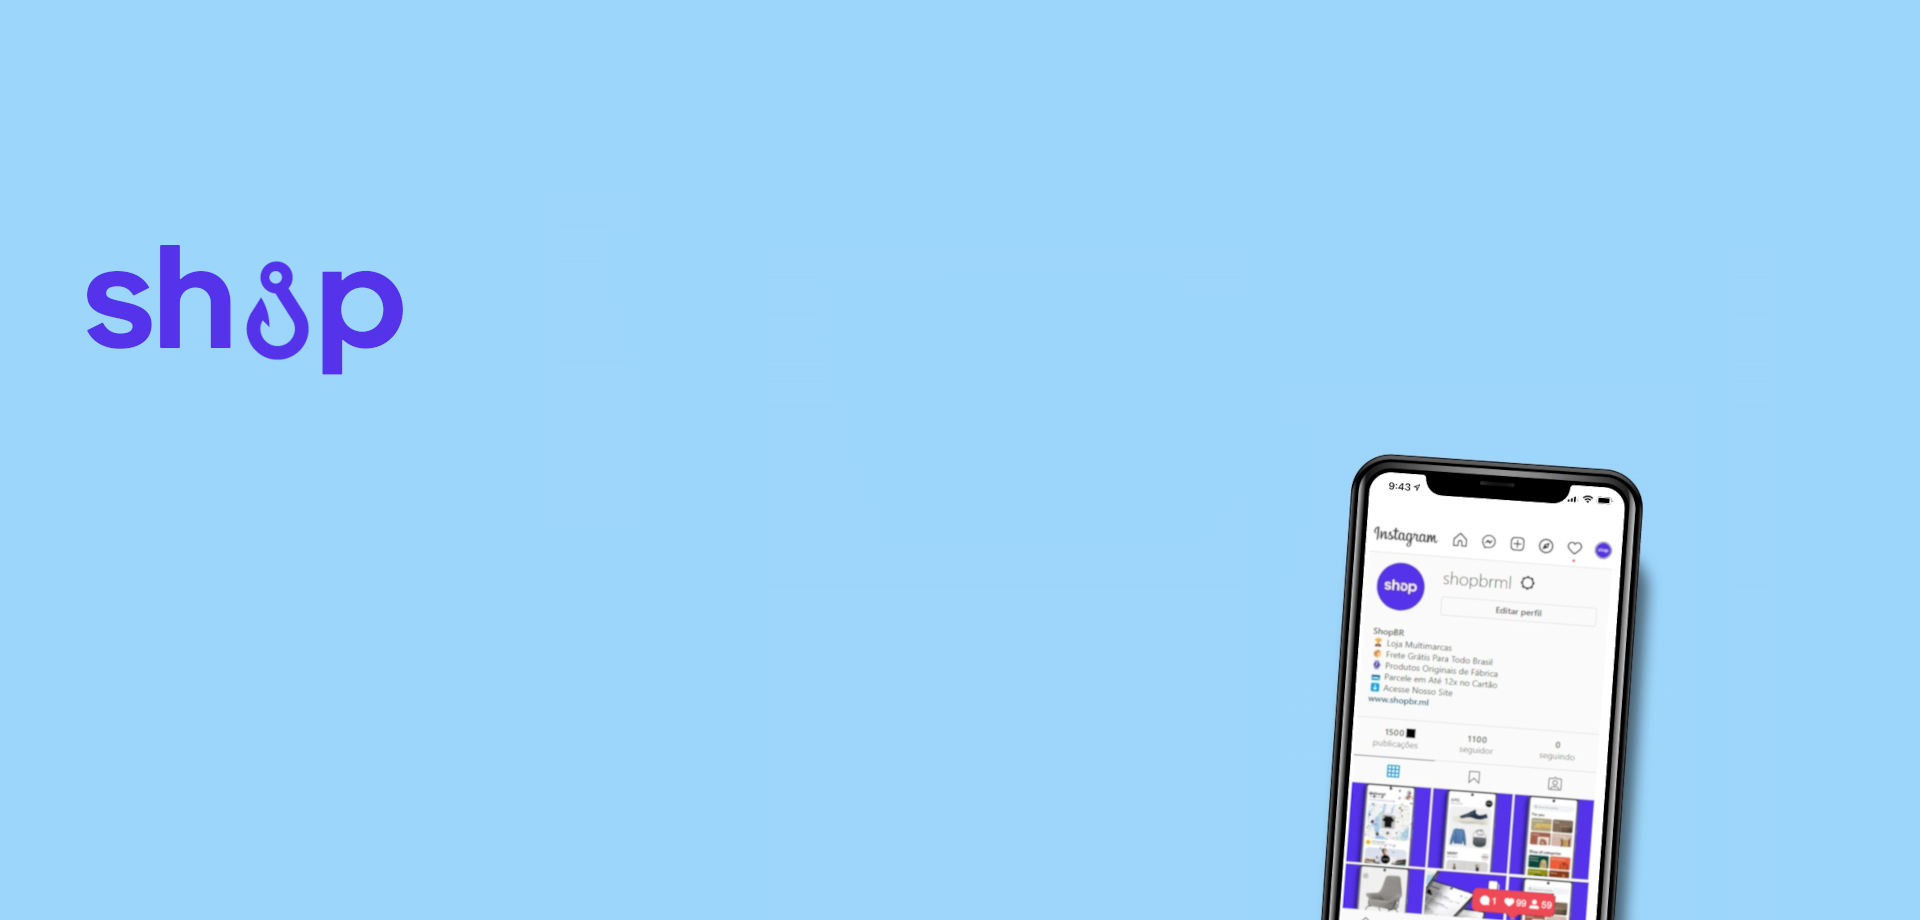 shop
9:43
Instagram
shop
shopbrml
Editar perfil
ShopBR
Loja Multimarcas
Frete Grátis Para Todo Brasil
Produtos Originais de Fábrica
Parcele em Até 12x no Cartão
Acesse Nosso Site
www.shopbr.ml
1500 1100 0
publicações seguidor seguindo
1 99 59